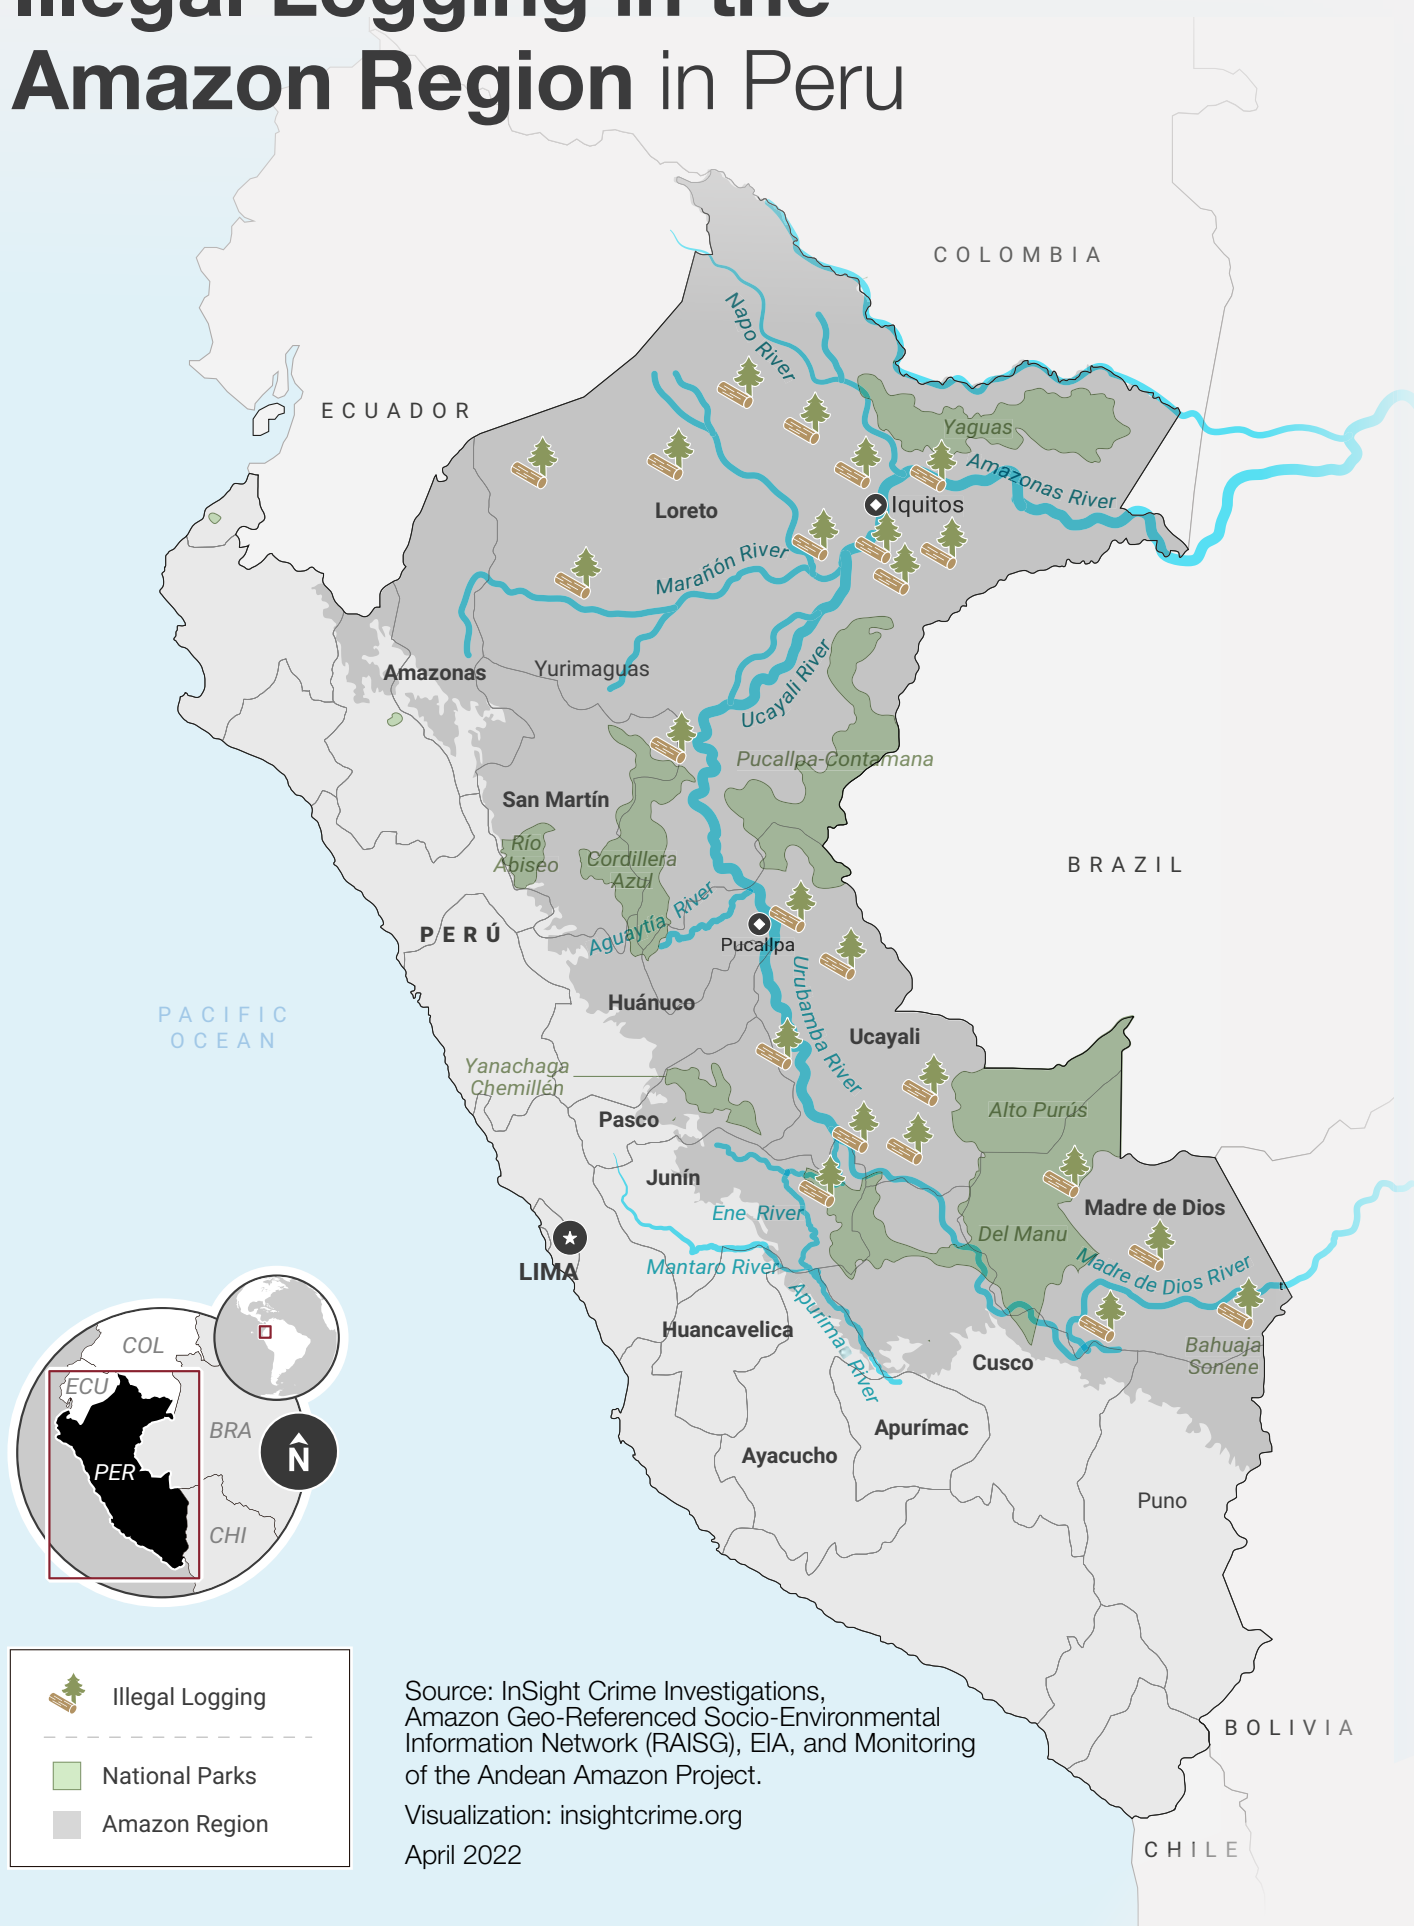 Illegal Logging in the
Amazon Region in Peru
COLOMBIA
ECUADOR
Napo River
Yaguas
Amazonas River
Iquitos
Loreto
Marañón River
Amazonas
Yurimaguas
Ucayali River
Pucallpa-Contamana
San Martín
Río
Abiseo
Cordillera
Azul
BRAZIL
Aguaytía River
PERÚ
Pucallpa
Urubamba River
Huánuco
PACIFIC
OCEAN
Ucayali
Yanachaga
Chemillén
Alto Purús
Pasco
Junín
Madre de Dios
Ene River
Del Manu
LIMA
Mantaro River
Madre de Dios River
t
Apurimac River
Huancavelica
Bahuaja
Sonene
Cusco
COL
ECU
BRA
N
PER
CHI
Apurímac
Ayacucho
Puno
Illegal Logging
National Parks
Amazon Region
Source: InSight Crime Investigations,
Amazon Geo-Referenced Socio-Environmental
Information Network (RAISG), EIA, and Monitoring
of the Andean Amazon Project.
Visualization: insightcrime.org
April 2022
BOLIVIA
CHILE